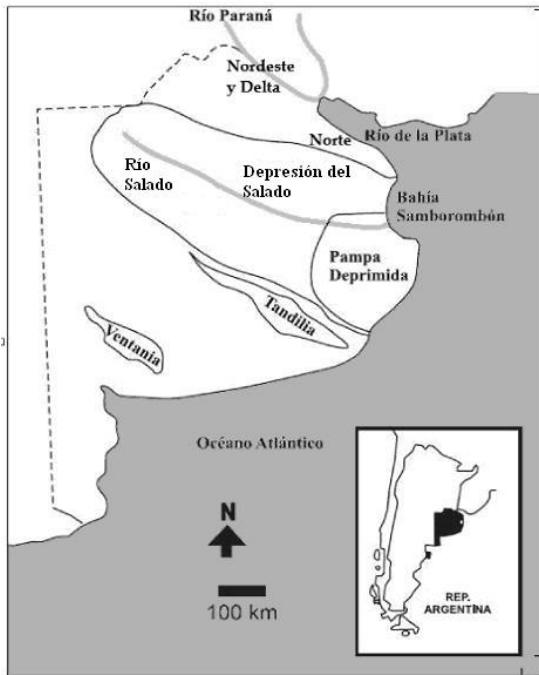 Río Paraná
Nordeste
y Delta
Norte
Río de la Plata
Río
Salado
Depresión del
Salado
Bahía
Samborombón
Pampa
Deprimida
Tandilia
Ventania
Océano Atlántico
N
100 km
REP.
ARGENTINA